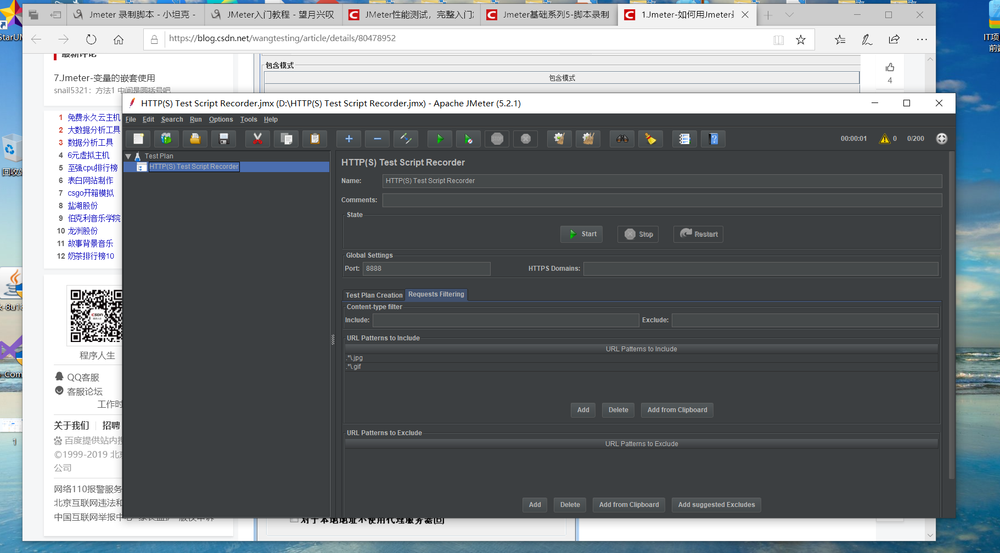 Jmeter 录制脚本 - 小坦克 -
JMeter入门教程 - 望月兴叹
JMeter性能测试，完整入门
Jmeter基础系列5-脚本录制
1.Jmeter-如何用Jmeter
https://blog.csdn.net/wangtesting/article/details/80478952
StarUM
IT项
前
回收站
k-8u18
_Com
1
最新评论
7.Jmeter-变量的嵌套使用
snail5321：方法1 中间是圆括号吧
包含模式
包含模式
4
1 免费永久云主机
2 大数据分析工具
3 数据分析工具
4 6元虚拟主机
5 至强cpu排行榜
6 表白网站制作
7 csgo开箱模拟
8 盐湖股份
9 伯克利音乐学院
10 龙洲股份
11 故事背景音乐
12 奶茶排行榜10
CSDN
程序人生
QQ客服
客服论坛
工作时
关于我们 招聘
百度提供站内搜
©1999-2019 北京
公司
网络110报警服务
北京互联网违法和
中国互联网举报中心 家长监护 版权申诉
对于本地地址不使用代理服务器
HTTP(S) Test Script Recorder.jmx (D:\HTTP(S) Test Script Recorder.jmx) - Apache JMeter (5.2.1)
File Edit Search Run Options Tools Help
STOP
00:00:01 0 0/200
Test Plan
HTTP(S) Test Script Recorder
HTTP(S) Test Script Recorder
Name: HTTP(S) Test Script Recorder
Comments:
State
Start Stop Restart
Global Settings
Port: 8888 HTTPS Domains:
Test Plan Creation Requests Filtering
Content-type filter
Include: Exclude:
URL Patterns to Include
URL Patterns to Include
.*\.jpg
.*\.gif
Add Delete Add from Clipboard
URL Patterns to Exclude
URL Patterns to Exclude
Add Delete Add from Clipboard Add suggested Excludes